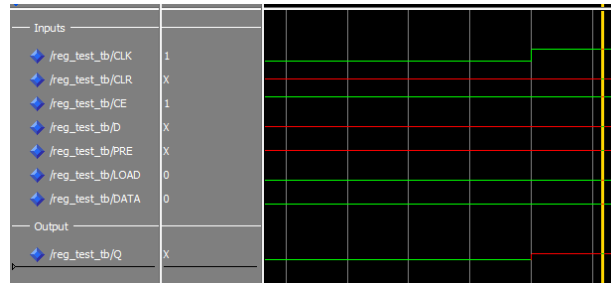 Inputs
/reg_test_tb/CLK 1
/reg_test_tb/CLR X
/reg_test_tb/CE 1
/reg_test_tb/D X
/reg_test_tb/PRE X
/reg_test_tb/LOAD 0
/reg_test_tb/DATA 0
Output
/reg_test_tb/Q X